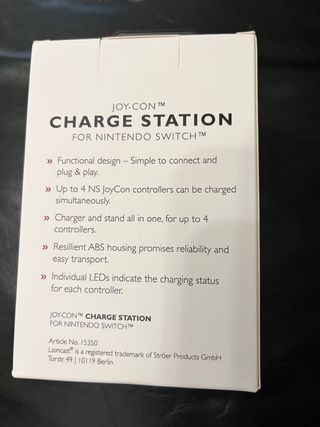 JOY-CON™
CHARGE STATION
FOR NINTENDO SWITCH™
» Functional design – Simple to connect and
plug & play.
» Up to 4 NS JoyCon controllers can be charged
simultaneously.
» Charger and stand all in one, for up to 4
controllers.
» Resillient ABS housing promises reliability and
easy transport.
» Individual LEDs indicate the charging status
for each controller.
JOY-CON™ CHARGE STATION
FOR NINTENDO SWITCH™
Article No. 15350
Lioncast® is a registered trademark of Ströer Products GmbH
Torstr. 49 | 10119 Berlin